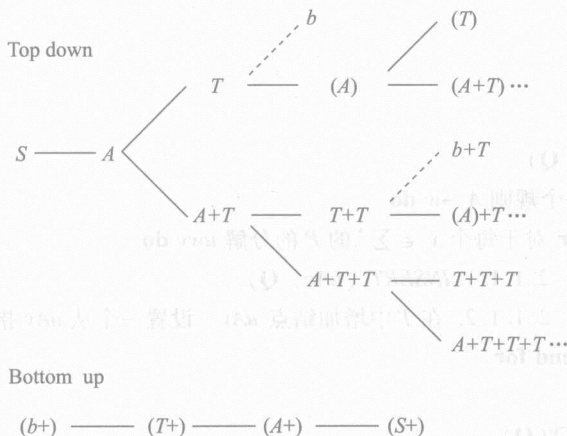 Top down
b
(T)
T
(A)
(A+T)…
S
A
b+T
A+T
T+T
(A)+T…
A+T+T
T+T+T
A+T+T+T…
Bottom up
(b+)
(T+)
(A+)
(S+)